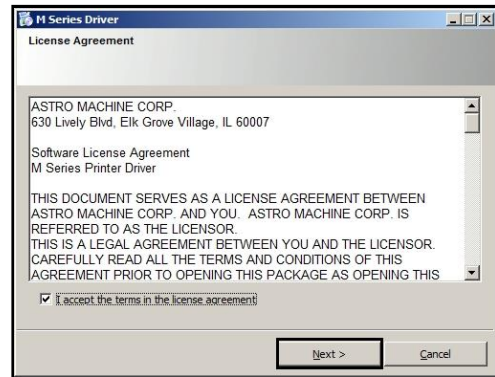 M Series Driver
License Agreement
ASTRO MACHINE CORP.
630 Lively Blvd, Elk Grove Village, IL 60007
Software License Agreement
M Series Printer Driver
THIS DOCUMENT SERVES AS A LICENSE AGREEMENT BETWEEN
ASTRO MACHINE CORP. AND YOU. ASTRO MACHINE CORP. IS
REFERRED TO AS THE LICENSOR.
THIS IS A LEGAL AGREEMENT BETWEEN YOU AND THE LICENSOR.
CAREFULLY READ ALL THE TERMS AND CONDITIONS OF THIS
AGREEMENT PRIOR TO OPENING THIS PACKAGE AS OPENING THIS
I accept the terms in the license agreement
Next > Cancel